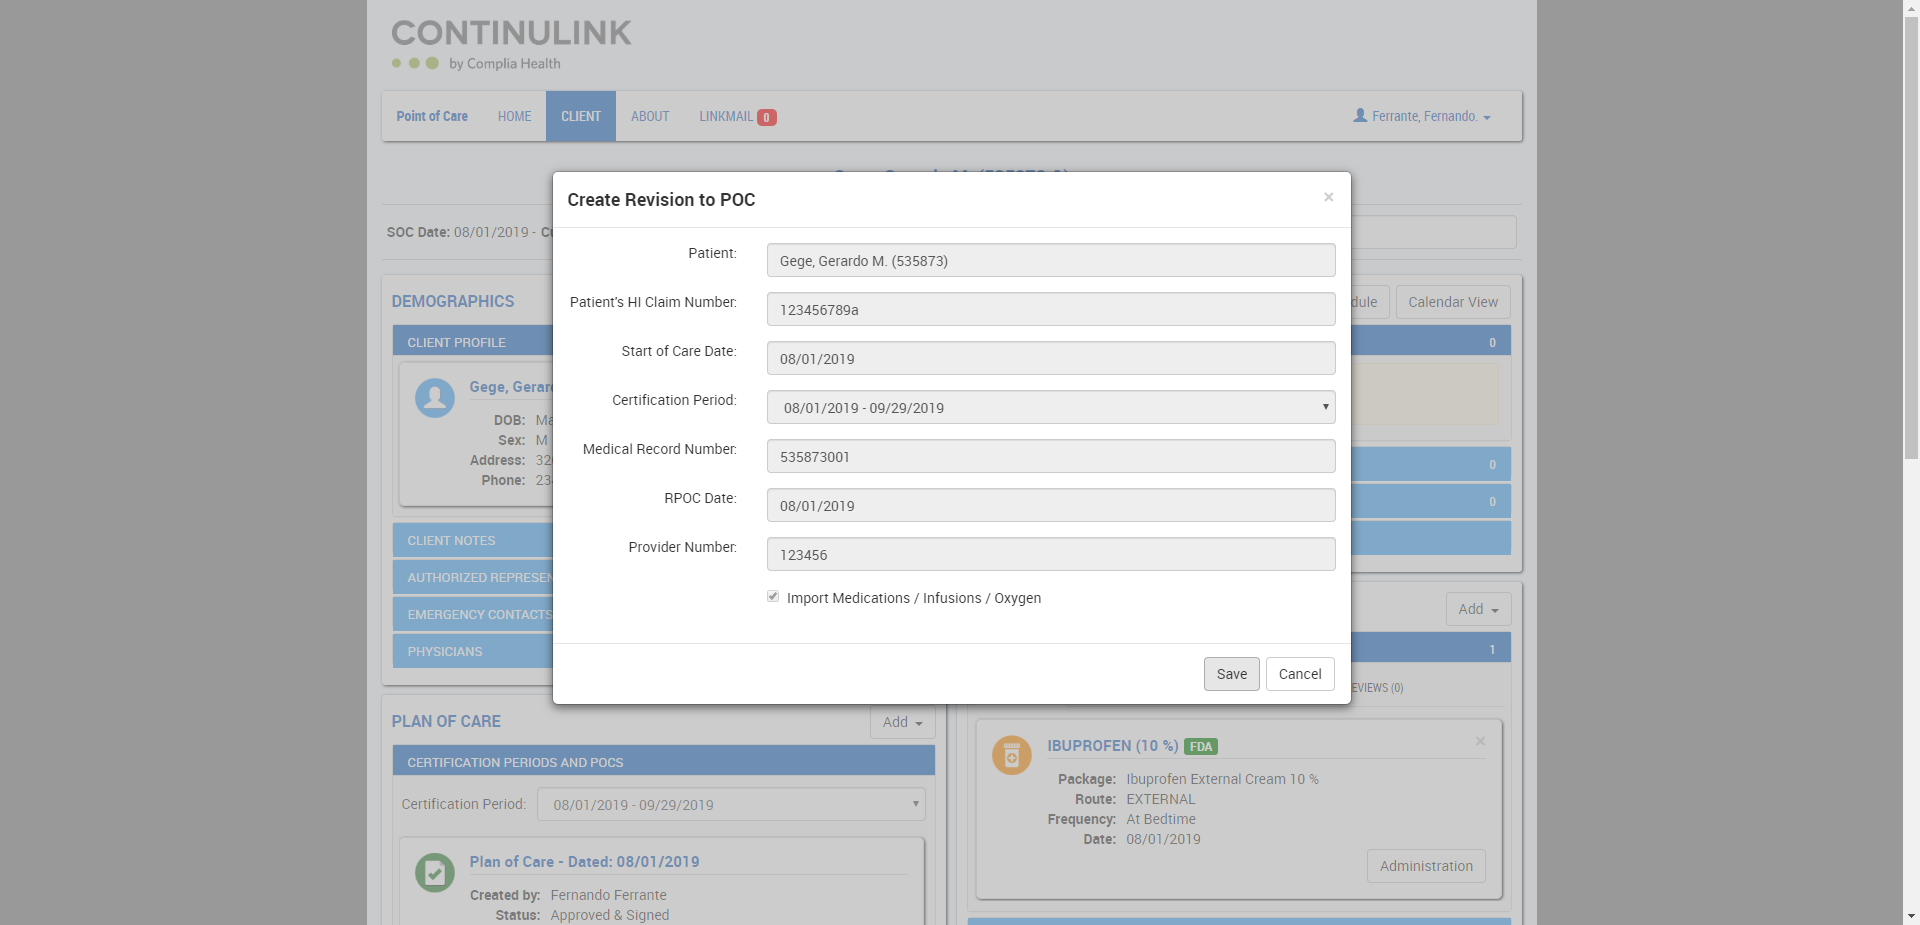 CONTINULINK
by Complia Health
Point of Care HOME CLIENT ABOUT LINKMAIL 0 Ferrante, Fernando.
Create Revision to POC ×
SOC Date: 08/01/2019 -
Patient: Gege, Gerardo M. (535873)
Patient's HI Claim Number: 123456789a
Start of Care Date: 08/01/2019
Certification Period: 08/01/2019 - 09/29/2019
Medical Record Number: 535873001
RPOC Date: 08/01/2019
Provider Number: 123456
Import Medications / Infusions / Oxygen
Save Cancel
DEMOGRAPHICS
Calendar View
CLIENT PROFILE
0
Gege,
DOB:
Sex: M
Address:
Phone:
0
0
CLIENT NOTES
AUTHORIZED
EMERGENCY CONTACTS
PHYSICIANS
Add
1
(0)
PLAN OF CARE Add
CERTIFICATION PERIODS AND POCS
Certification Period: 08/01/2019 - 09/29/2019
Plan of Care - Dated: 08/01/2019
Created by: Fernando Ferrante
Status: Approved & Signed
IBUPROFEN (10 %) FDA ×
Package: Ibuprofen External Cream 10 %
Route: EXTERNAL
Frequency: At Bedtime
Date: 08/01/2019
Administration